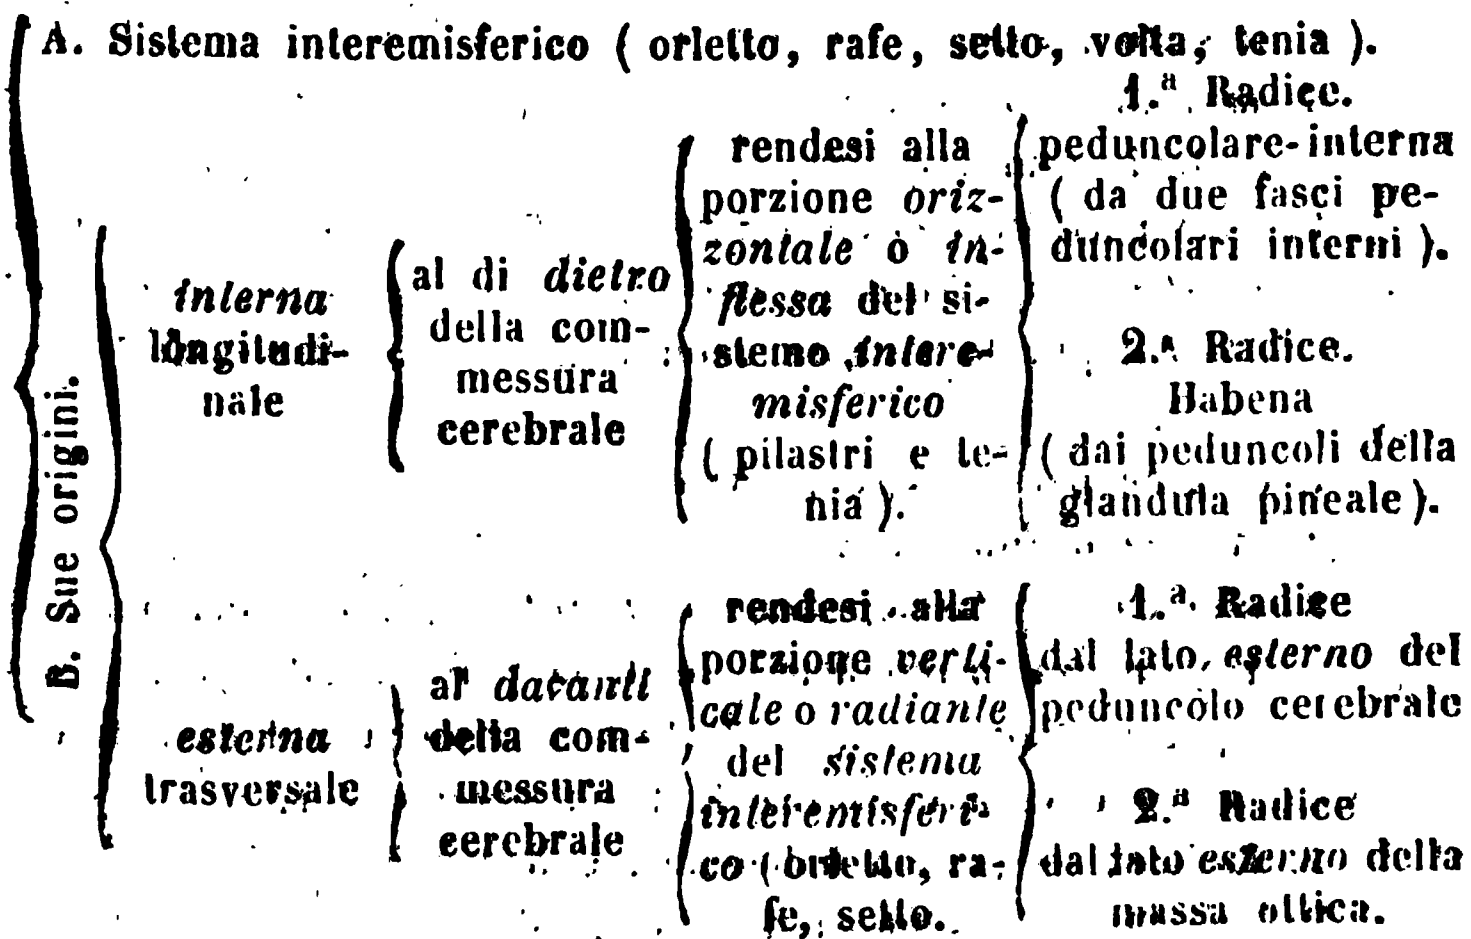 A. Sistema interemisferico ( orletto, rafe, setto, volta, tenia ).
B. Sue origini.
interna
longitudi-
nale
al di dietro
della com-
messura
cerebrale
rendesi alla
porzione oriz-
zontale o in-
flessa del si-
stemo intere-
misferico
( pilastri e te-
nia ).
1.ª Radice.
peduncolare-interna
( da due fasci pe-
duncolari interni ).
2.ª Radice.
Habena
( dai peduncoli della
glandula pineale ).
esterna
trasversale
al davanti
della com-
messura
cerebrale
rendesi alla
porzione verti-
cale o radiante
del sistema
interemisferi-
co ( orletto, ra-
fe, setto.
1.ª Radice
dal lato esterno del
peduncolo cerebrale
2.ª Radice
dal lato esterno della
massa ottica.